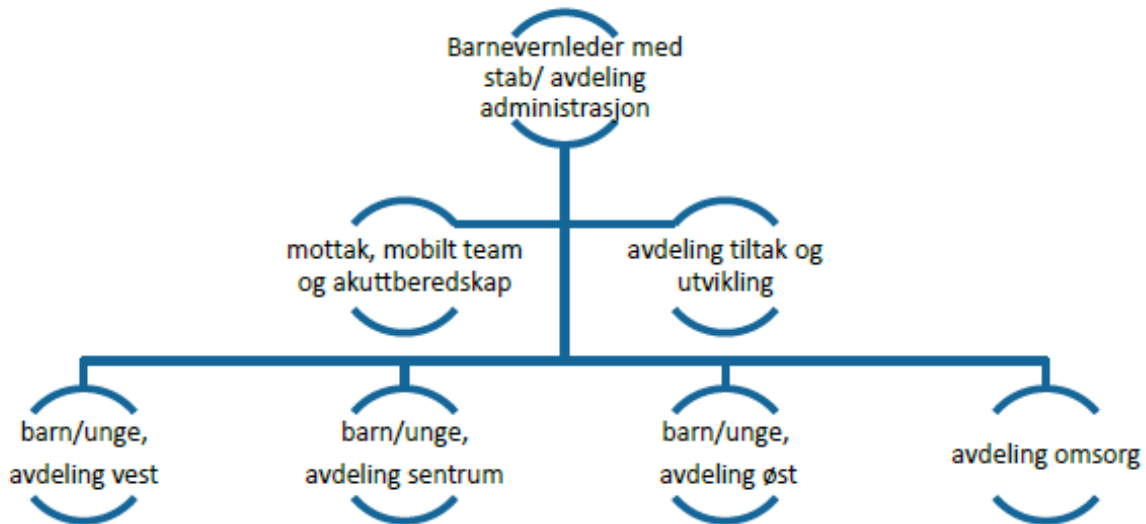 Barnevernleder med
stab/ avdeling
administrasjon
mottak, mobilt team
og akuttberedskap
avdeling tiltak og
utvikling
barn/unge,
avdeling vest
barn/unge,
avdeling sentrum
barn/unge,
avdeling øst
avdeling omsorg